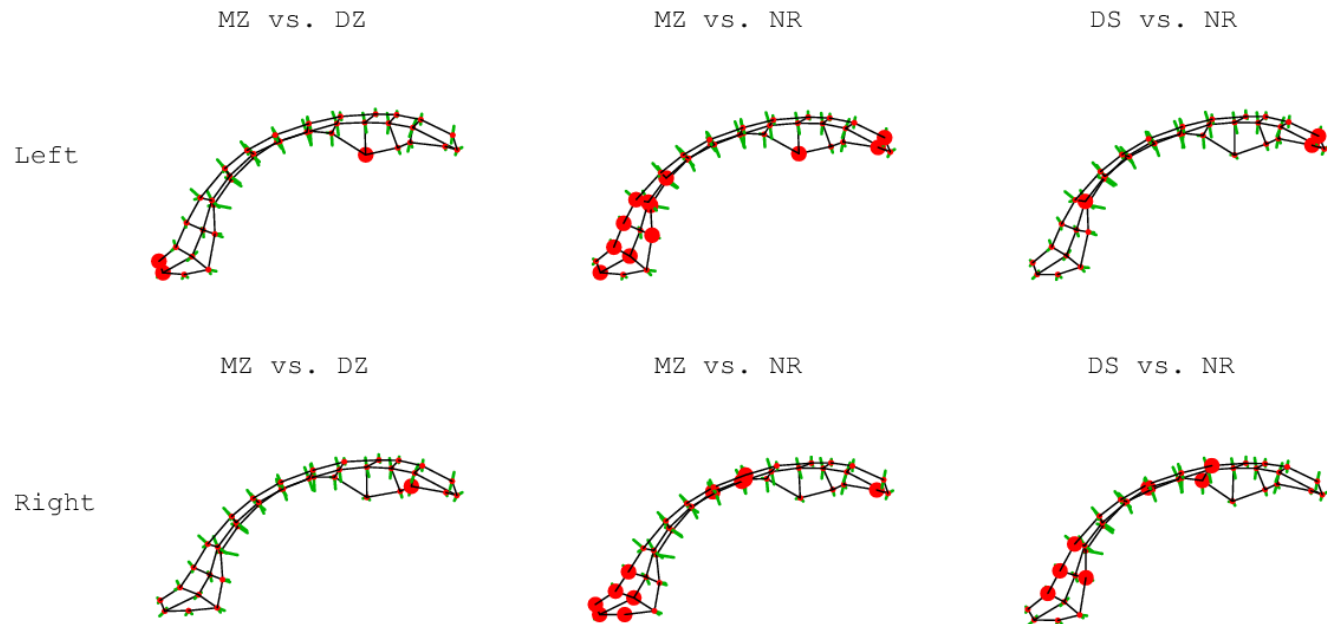 MZ vs. DZ MZ vs. NR DS vs. NR
Left
MZ vs. DZ MZ vs. NR DS vs. NR
Right